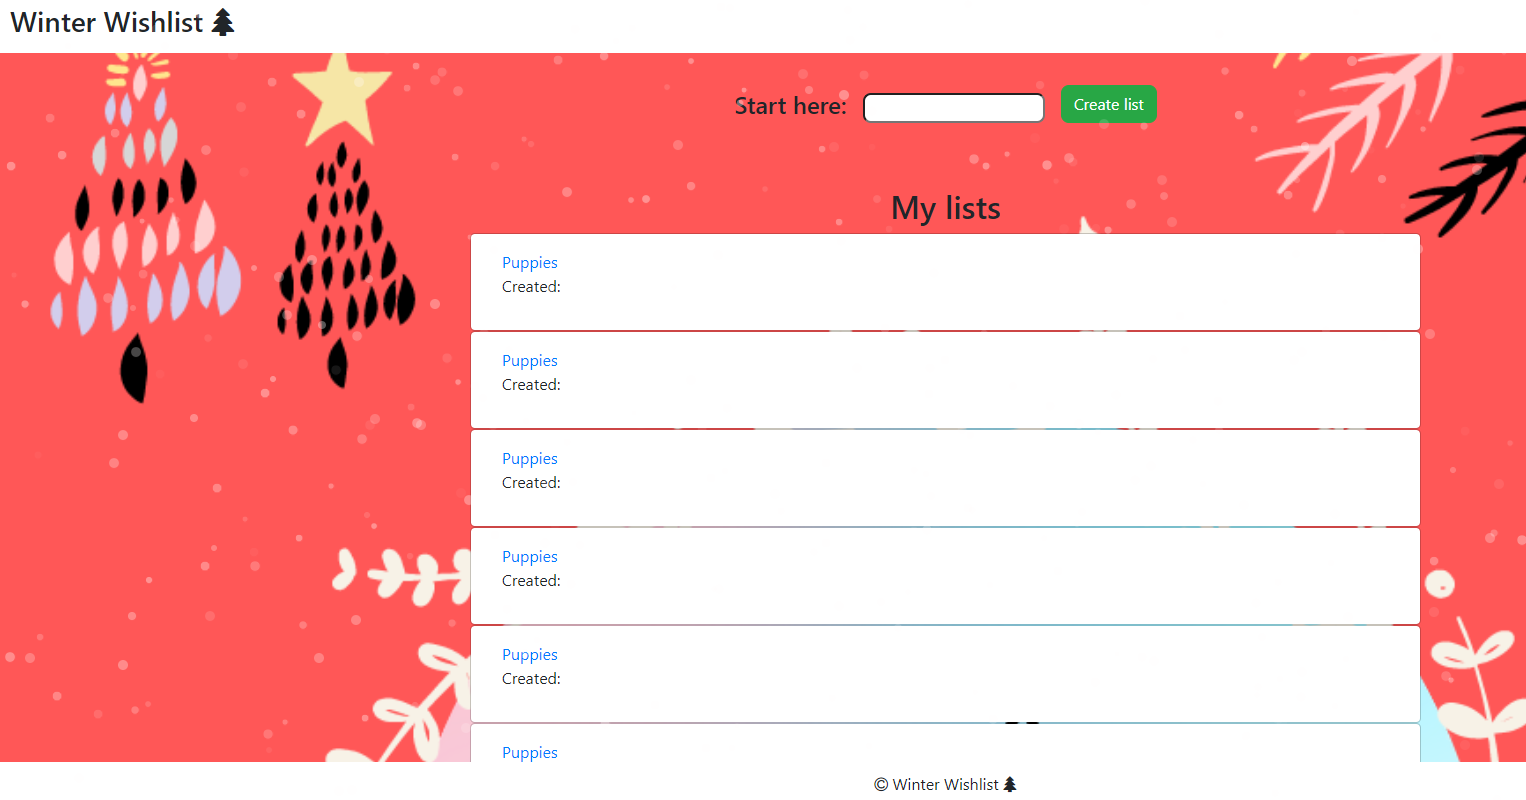 Winter Wishlist
Start here:
Create list
My lists
Puppies
Created:
Puppies
Created:
Puppies
Created:
Puppies
Created:
Puppies
Created:
Puppies
© Winter Wishlist